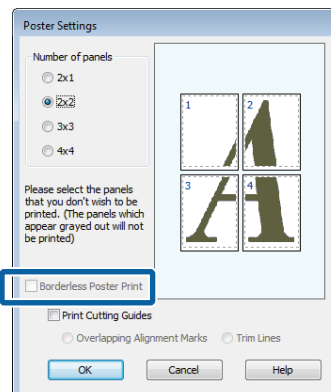 Poster Settings
Number of panels
2x1
2x2
3x3
4x4
1
2
3
4
Please select the panels
that you don't wish to be
printed. (The panels which
appear grayed out will not
be printed)
Borderless Poster Print
Print Cutting Guides
Overlapping Alignment Marks
Trim Lines
OK
Cancel
Help